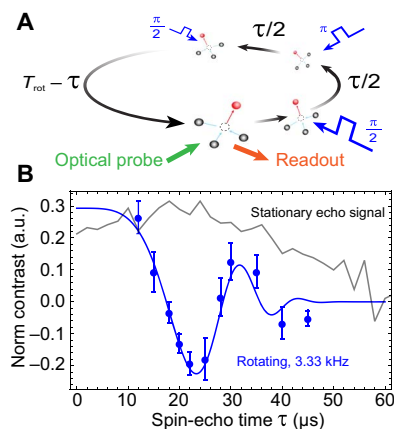 A
π/2
τ/2
π
T_rot − τ
τ/2
π/2
Optical probe
Readout
B
Norm contrast (a.u.)
0.3
0.2
0.1
0.0
−0.1
−0.2
Stationary echo signal
Rotating, 3.33 kHz
0 10 20 30 40 50 60
Spin-echo time τ (μs)